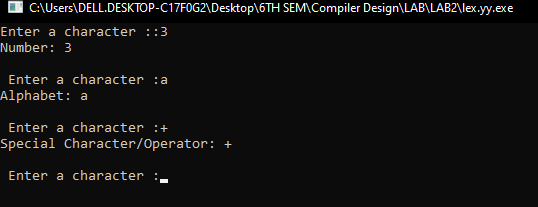 C:\Users\DELL.DESKTOP-C17F0G2\Desktop\6TH SEM\Compiler Design\LAB\LAB2\lex.yy.exe
Enter a character ::3
Number: 3
Enter a character :a
Alphabet: a
Enter a character :+
Special Character/Operator: +
Enter a character :